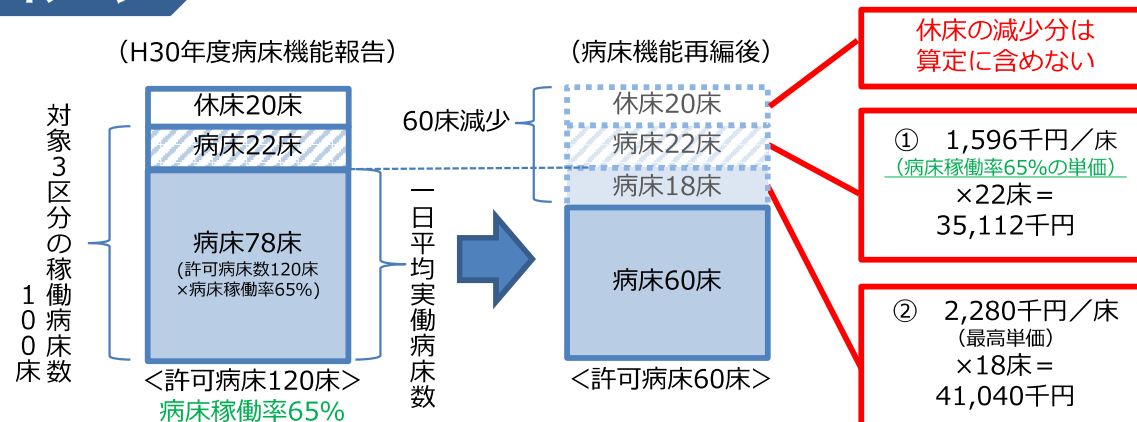 （H30年度病床機能報告）
休床20床
病床22床
病床78床
(許可病床数120床
×病床稼働率65%)
対象３区分の稼働病床数
１００床
一日平均実働病床数
＜許可病床120床＞
病床稼働率65%
（病床機能再編後）
60床減少
休床20床
病床22床
病床18床
病床60床
＜許可病床60床＞
休床の減少分は
算定に含めない
①　1,596千円／床
（病床稼働率65%の単価）
×22床＝
35,112千円
②　2,280千円／床
（最高単価）
×18床＝
41,040千円